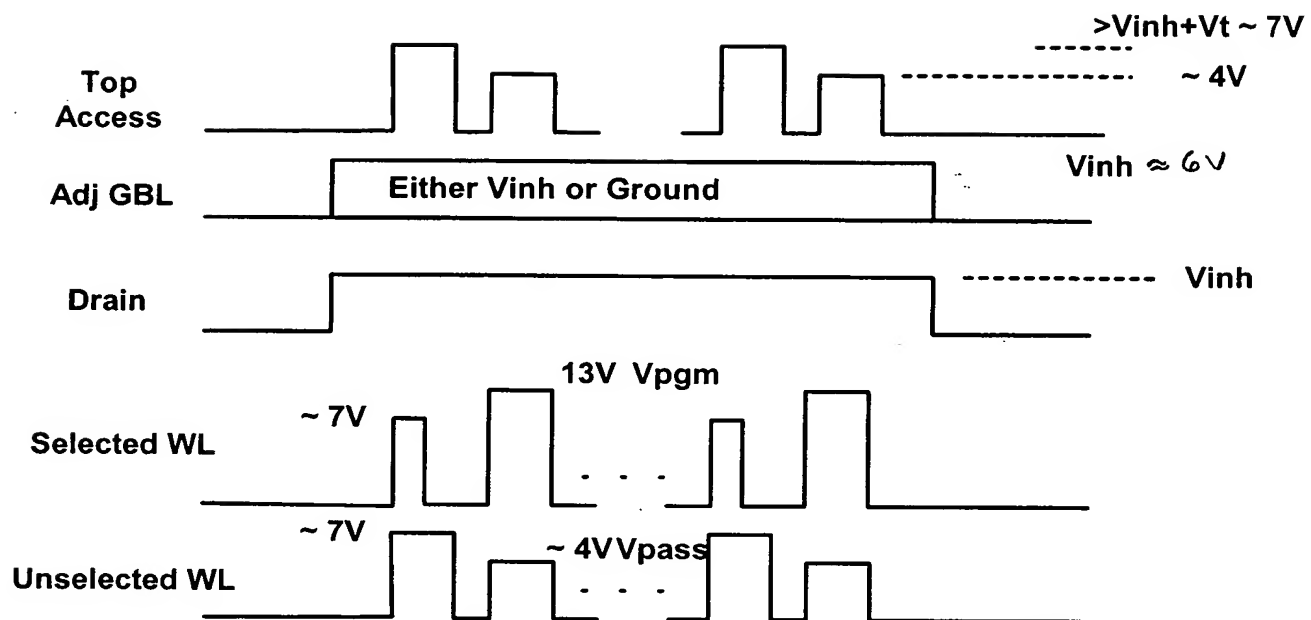 >Vinh+Vt ~ 7V
Top
Access
~ 4V
Adj GBL
Either Vinh or Ground
Vinh ≈ 6V
Drain
Vinh
13V Vpgm
~ 7V
Selected WL
- - -
~ 7V
~ 4V Vpass
Unselected WL
- - -